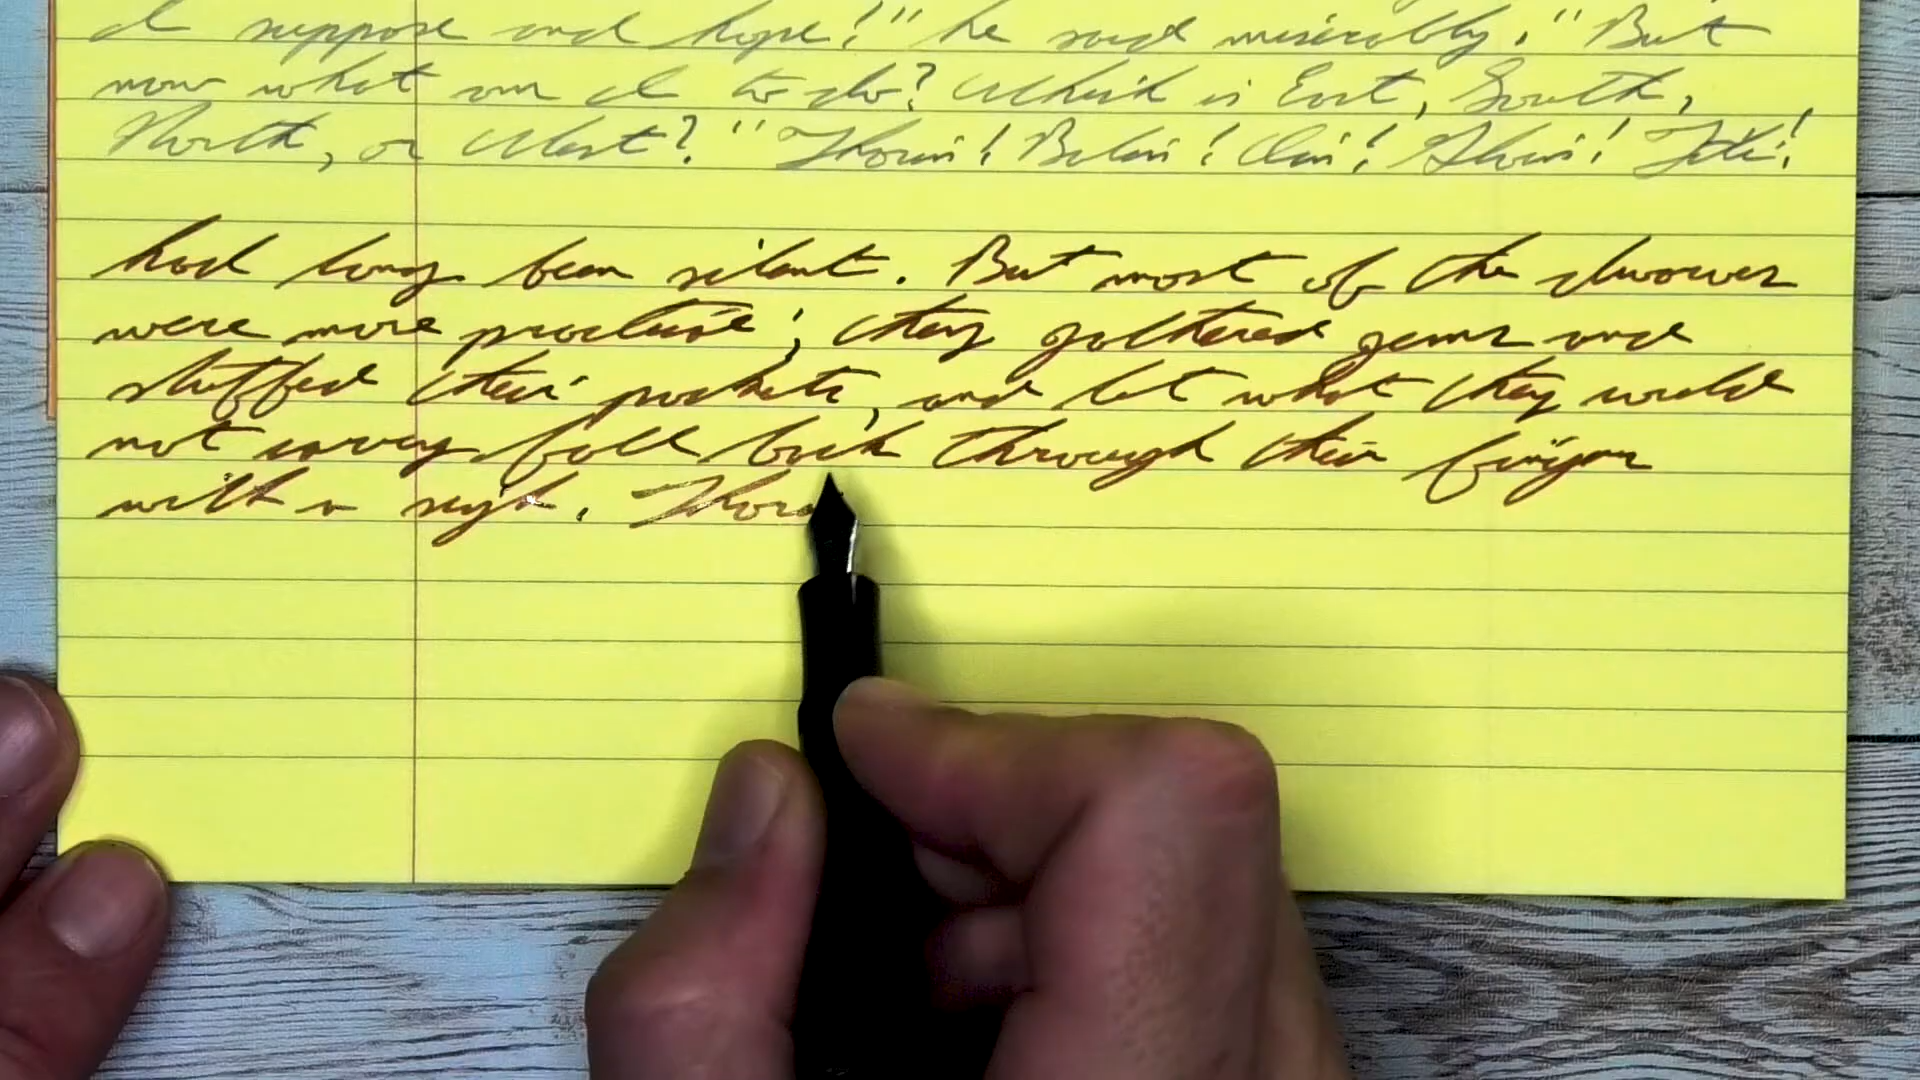 I suppose and hope!" he said miserably. "But
now what am I to do? Which is East, South,
North, or West?" "Thorin! Balin! Oin! Gloin! Fili!
had long been silent. But most of the dwarves
were more practical; they gathered gems and
stuffed their pockets, and let what they could
not carry fall back through their fingers
with a sigh. Thor